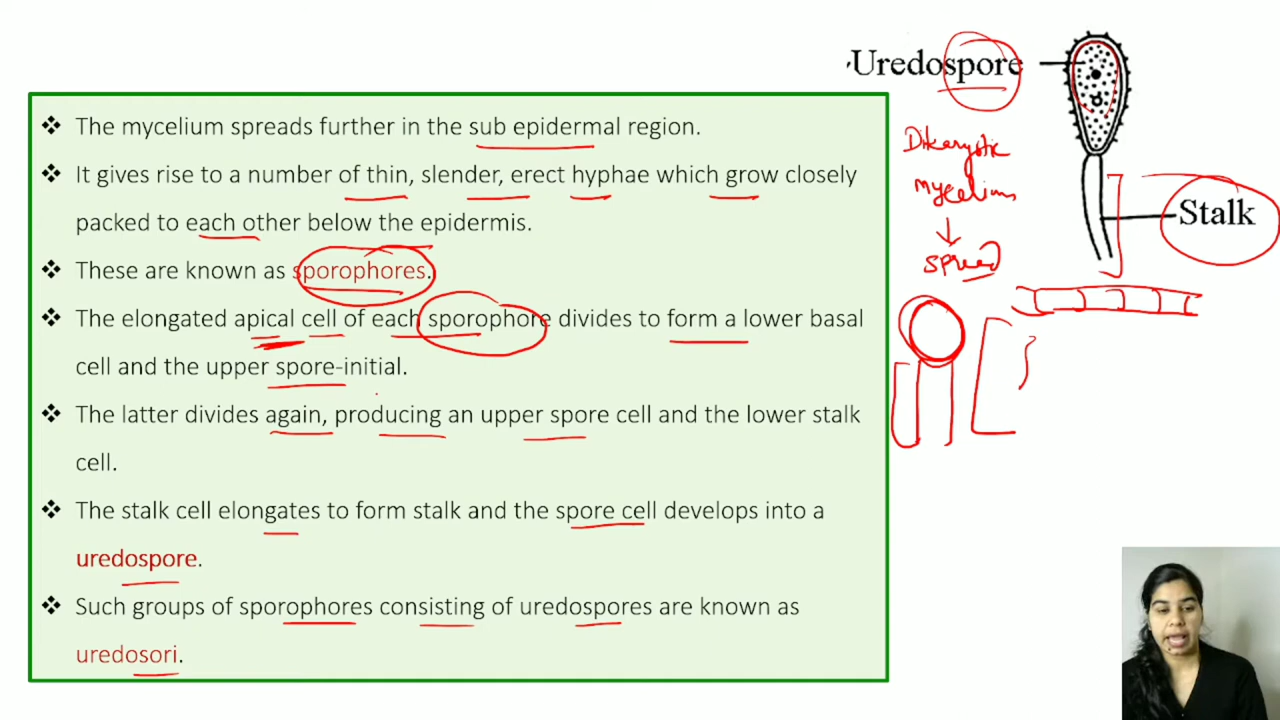 Uredospore
❖ The mycelium spreads further in the sub epidermal region.
❖ It gives rise to a number of thin, slender, erect hyphae which grow closely
packed to each other below the epidermis.
❖ These are known as sporophores.
❖ The elongated apical cell of each sporophore divides to form a lower basal
cell and the upper spore-initial.
❖ The latter divides again, producing an upper spore cell and the lower stalk
cell.
❖ The stalk cell elongates to form stalk and the spore cell develops into a
uredospore.
❖ Such groups of sporophores consisting of uredospores are known as
uredosori.
Dikaryotic
mycelium
↓
spread
Stalk